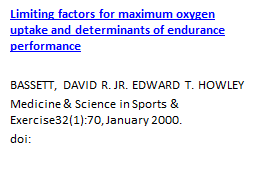 Limiting factors for maximum oxygen
uptake and determinants of endurance
performance
BASSETT, DAVID R. JR. EDWARD T. HOWLEY
Medicine & Science in Sports &
Exercise32(1):70, January 2000.
doi: